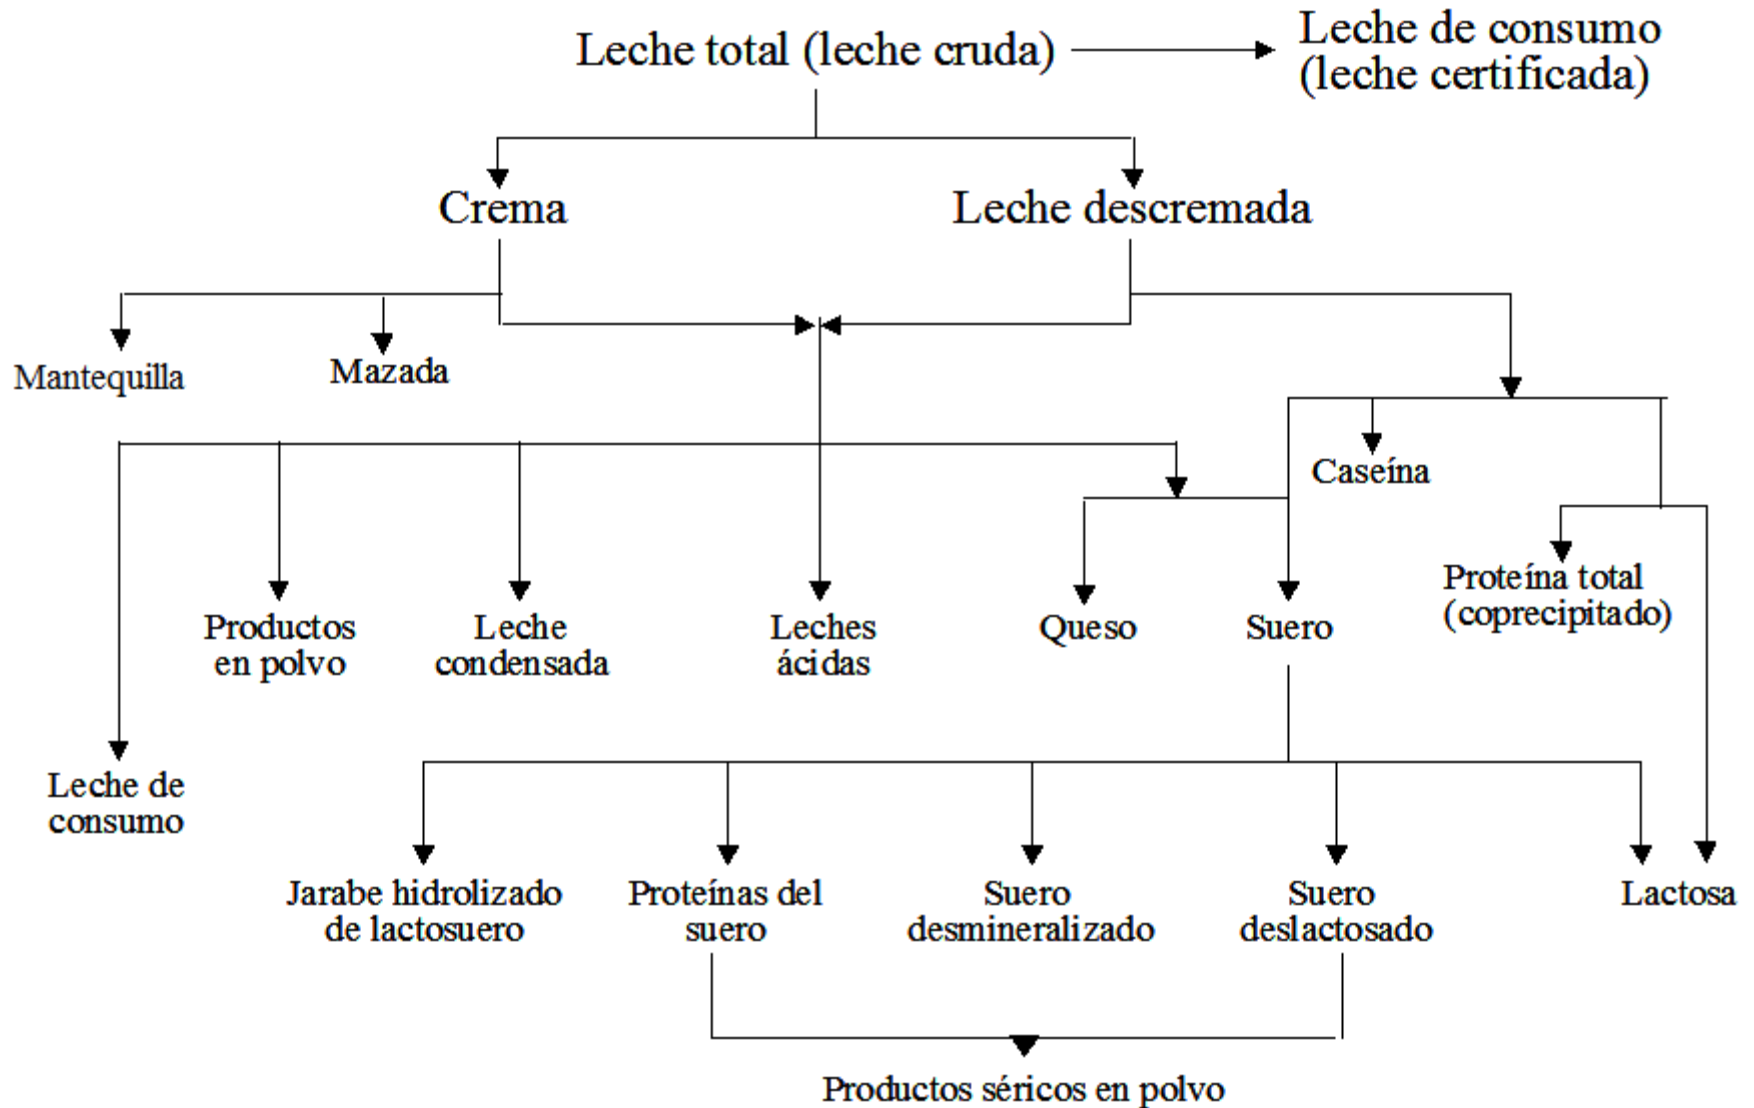 Leche total (leche cruda)
Leche de consumo
(leche certificada)
Crema
Leche descremada
Mantequilla
Mazada
Caseína
Proteína total
(coprecipitado)
Productos
en polvo
Leche
condensada
Leches
ácidas
Queso
Suero
Leche de
consumo
Jarabe hidrolizado
de lactosuero
Proteínas del
suero
Suero
desmineralizado
Suero
deslactosado
Lactosa
Productos séricos en polvo